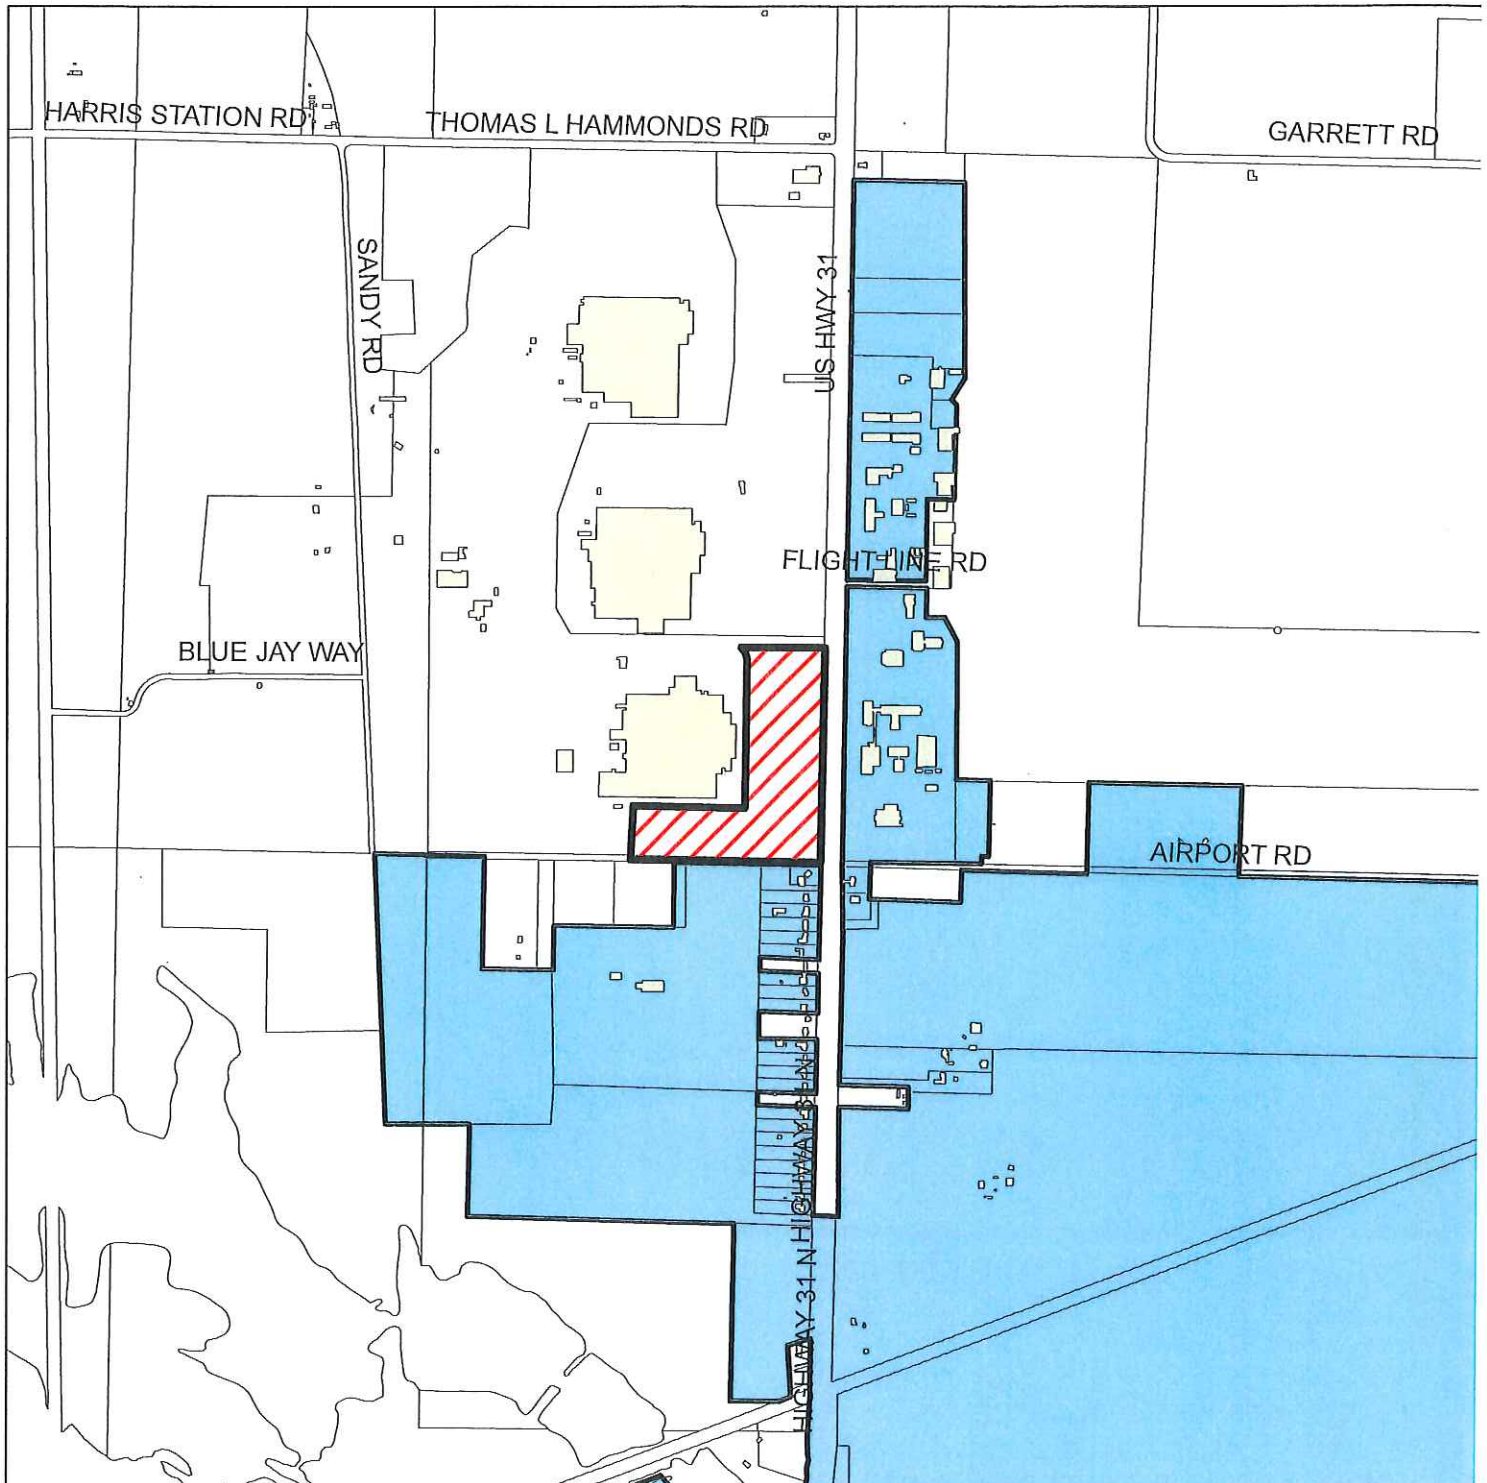 HARRIS STATION RD
THOMAS L HAMMONDS RD
GARRETT RD
SANDY RD
US HWY 31
FLIGHT LINE RD
BLUE JAY WAY
AIRPORT RD
HIGHWAY 31 N
HIGHWAY 31 N